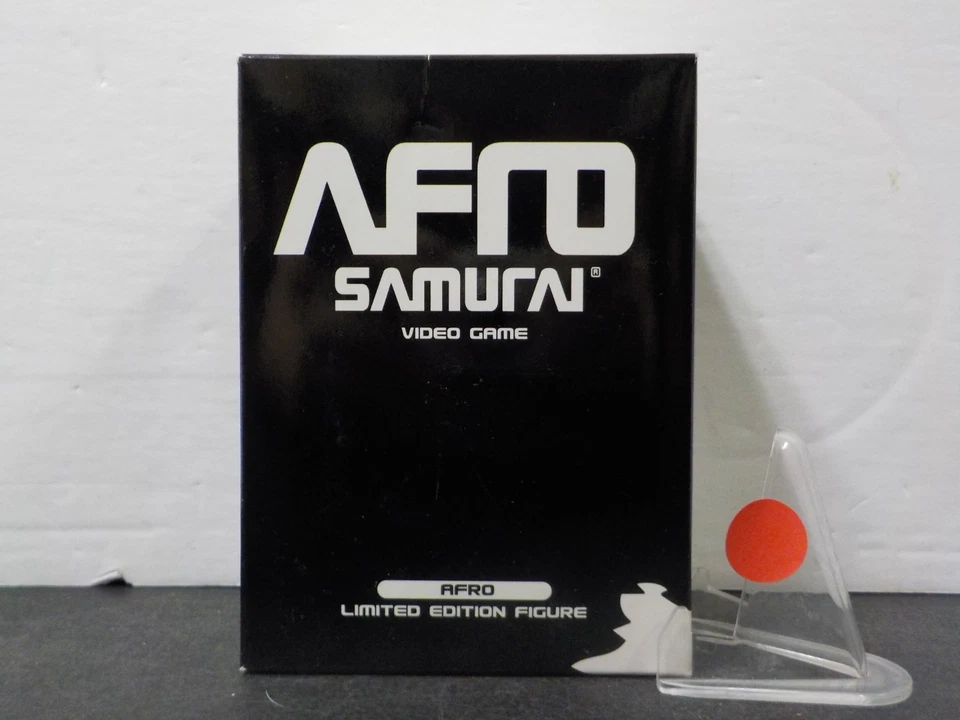 AFRO
SAMURAI®
VIDEO GAME
AFRO
LIMITED EDITION FIGURE